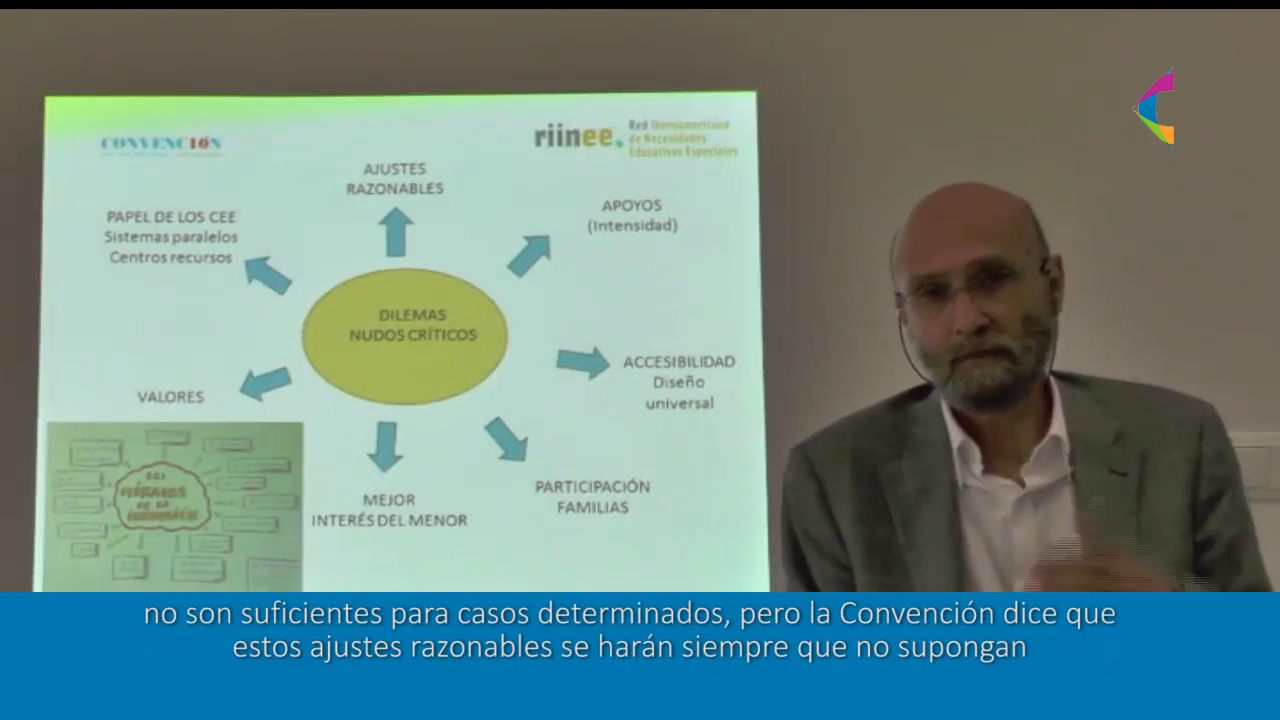 CONVENCIÓN
riinee.
Red Iberoamericana
de Necesidades
Educativas Especiales
AJUSTES
RAZONABLES
PAPEL DE LOS CEE
Sistemas paralelos
Centros recursos
APOYOS
(Intensidad)
DILEMAS
NUDOS CRÍTICOS
ACCESIBILIDAD
Diseño
universal
VALORES
MEJOR
INTERÉS DEL MENOR
PARTICIPACIÓN
FAMILIAS
no son suficientes para casos determinados, pero la Convención dice que
estos ajustes razonables se harán siempre que no supongan